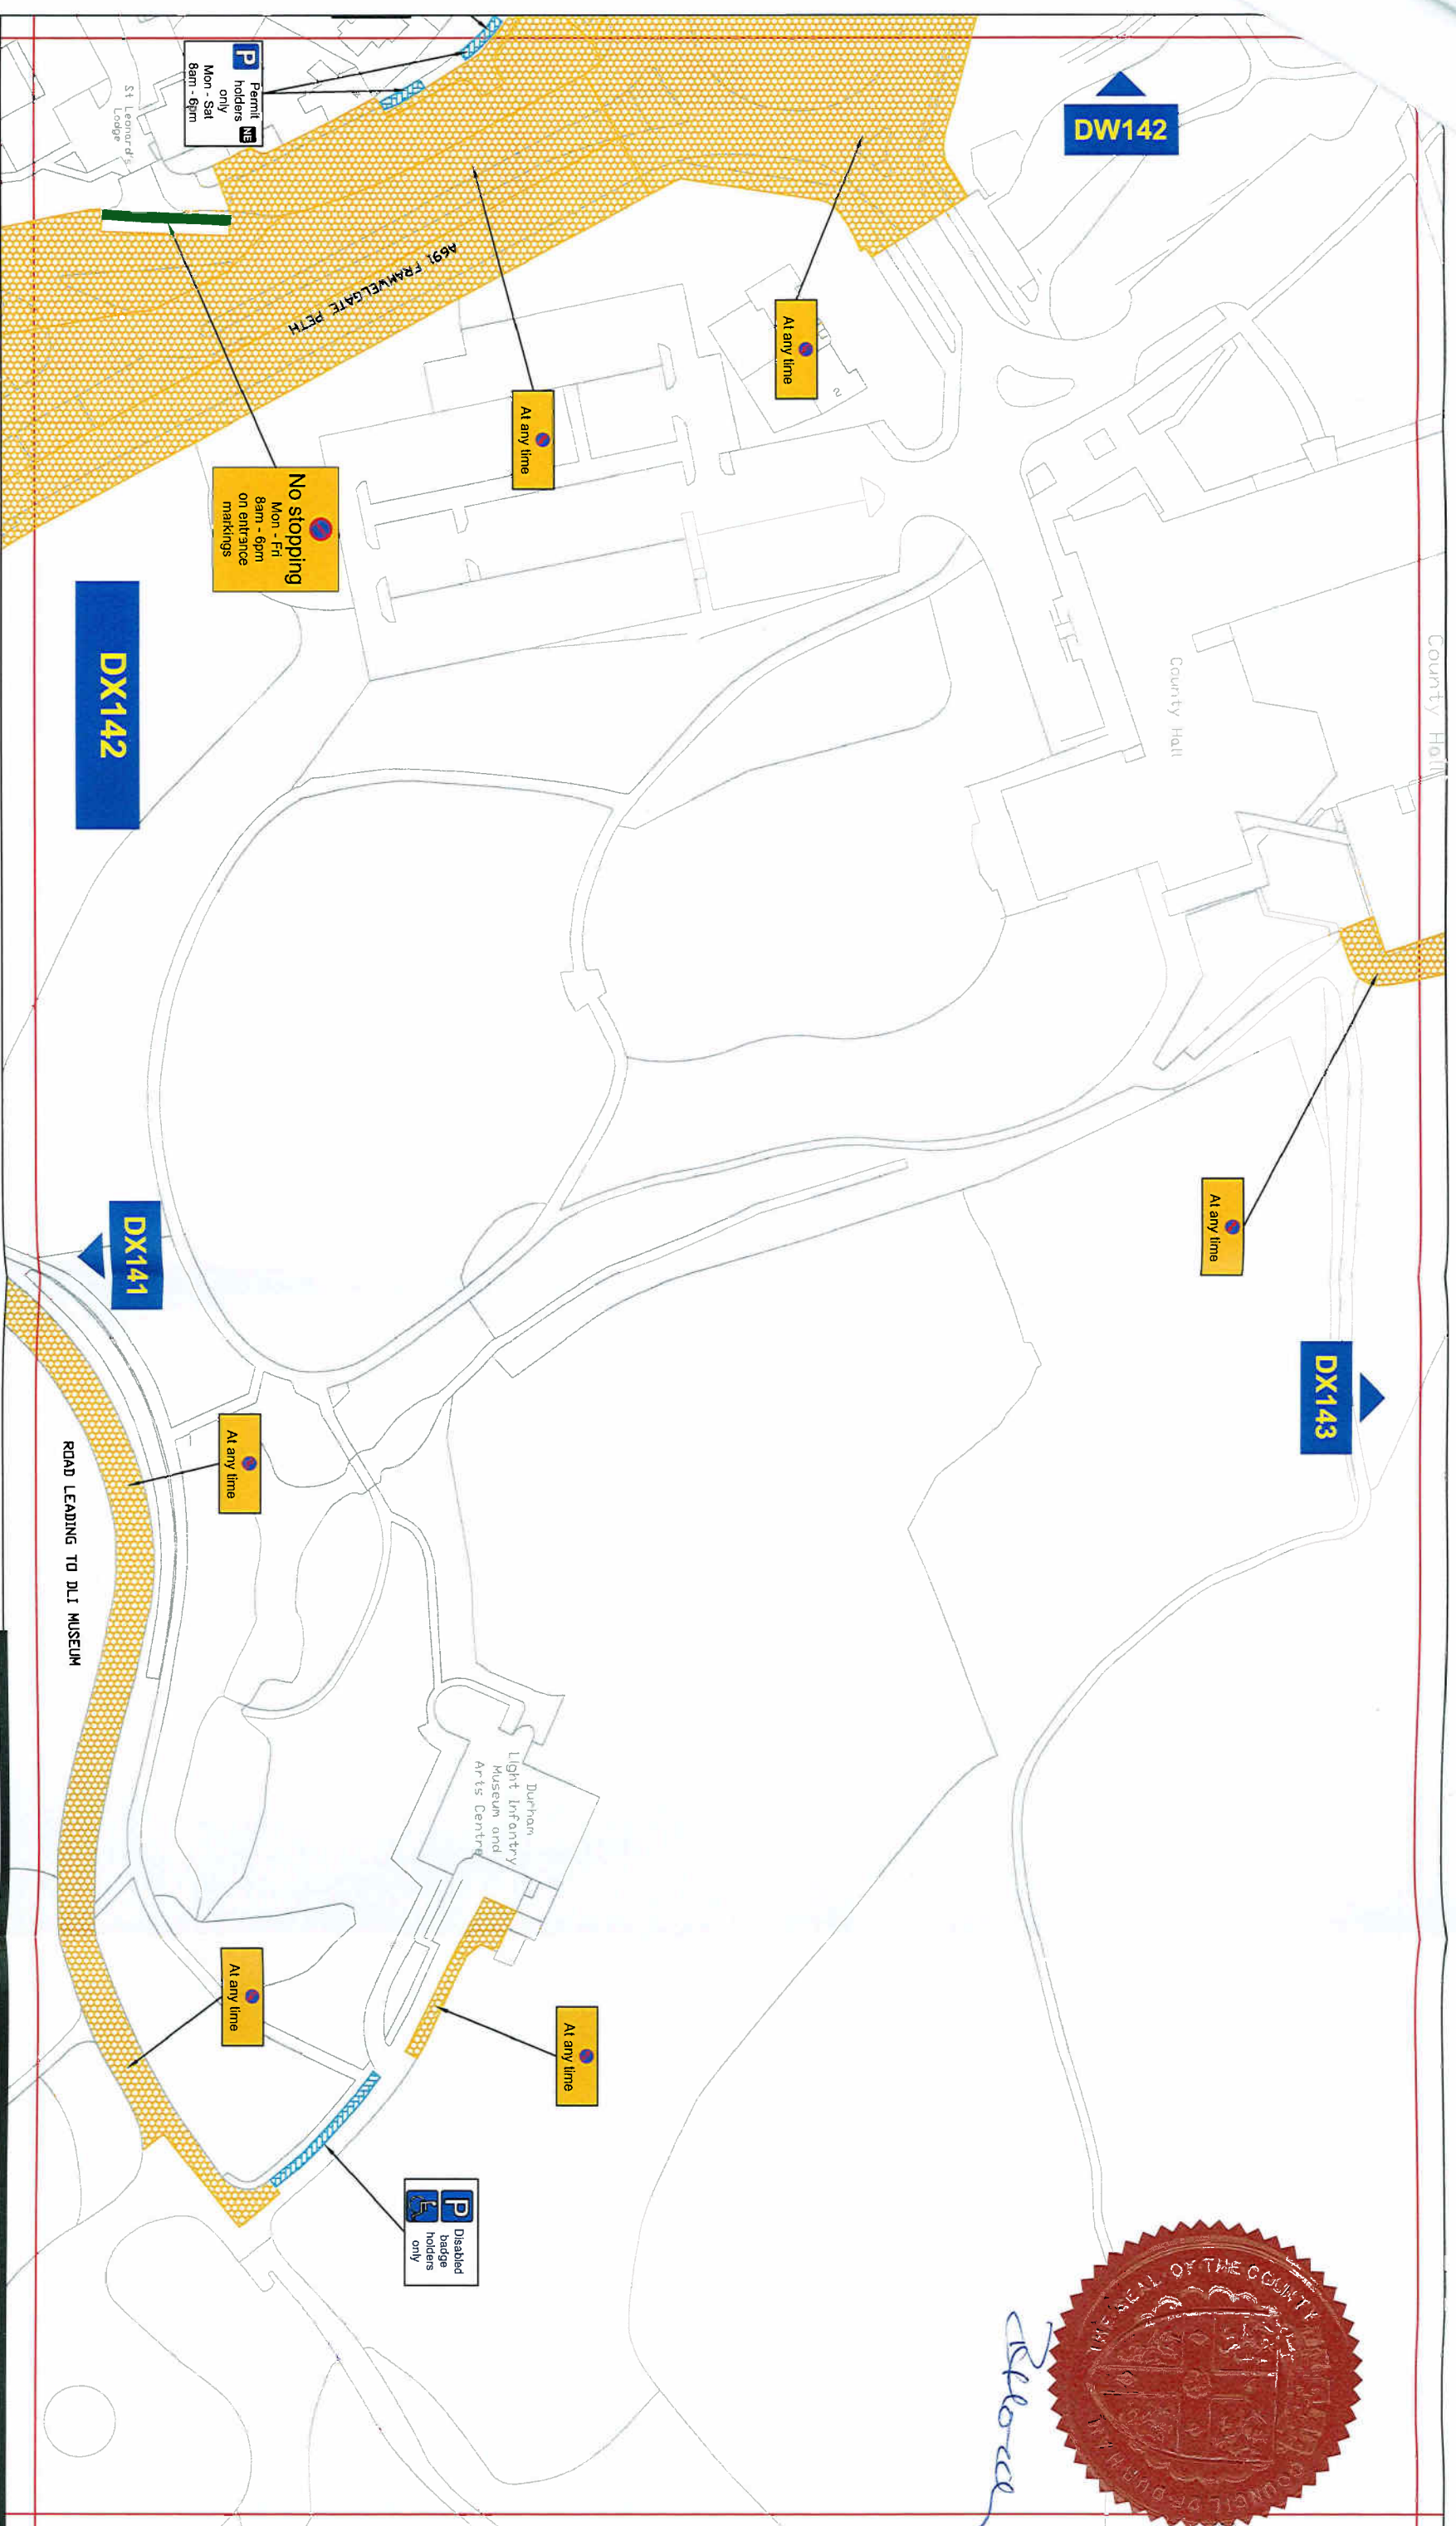 County Hall
County Hall
DW142
DX143
At any time
At any time
2
At any time
A691 FRAMWELGATE PETH
P
Permit
holders
only
NE
Mon - Sat
8am - 6pm
St Leonard's
Lodge
No stopping
Mon - Fri
8am - 6pm
on entrance
markings
DX142
DX141
At any time
ROAD LEADING TO DLI MUSEUM
Durham
Light Infantry
Museum and
Arts Centre
At any time
At any time
P
Disabled
badge
holders
only
THE SEAL OF THE COUNTY COUNCIL OF DURHAM